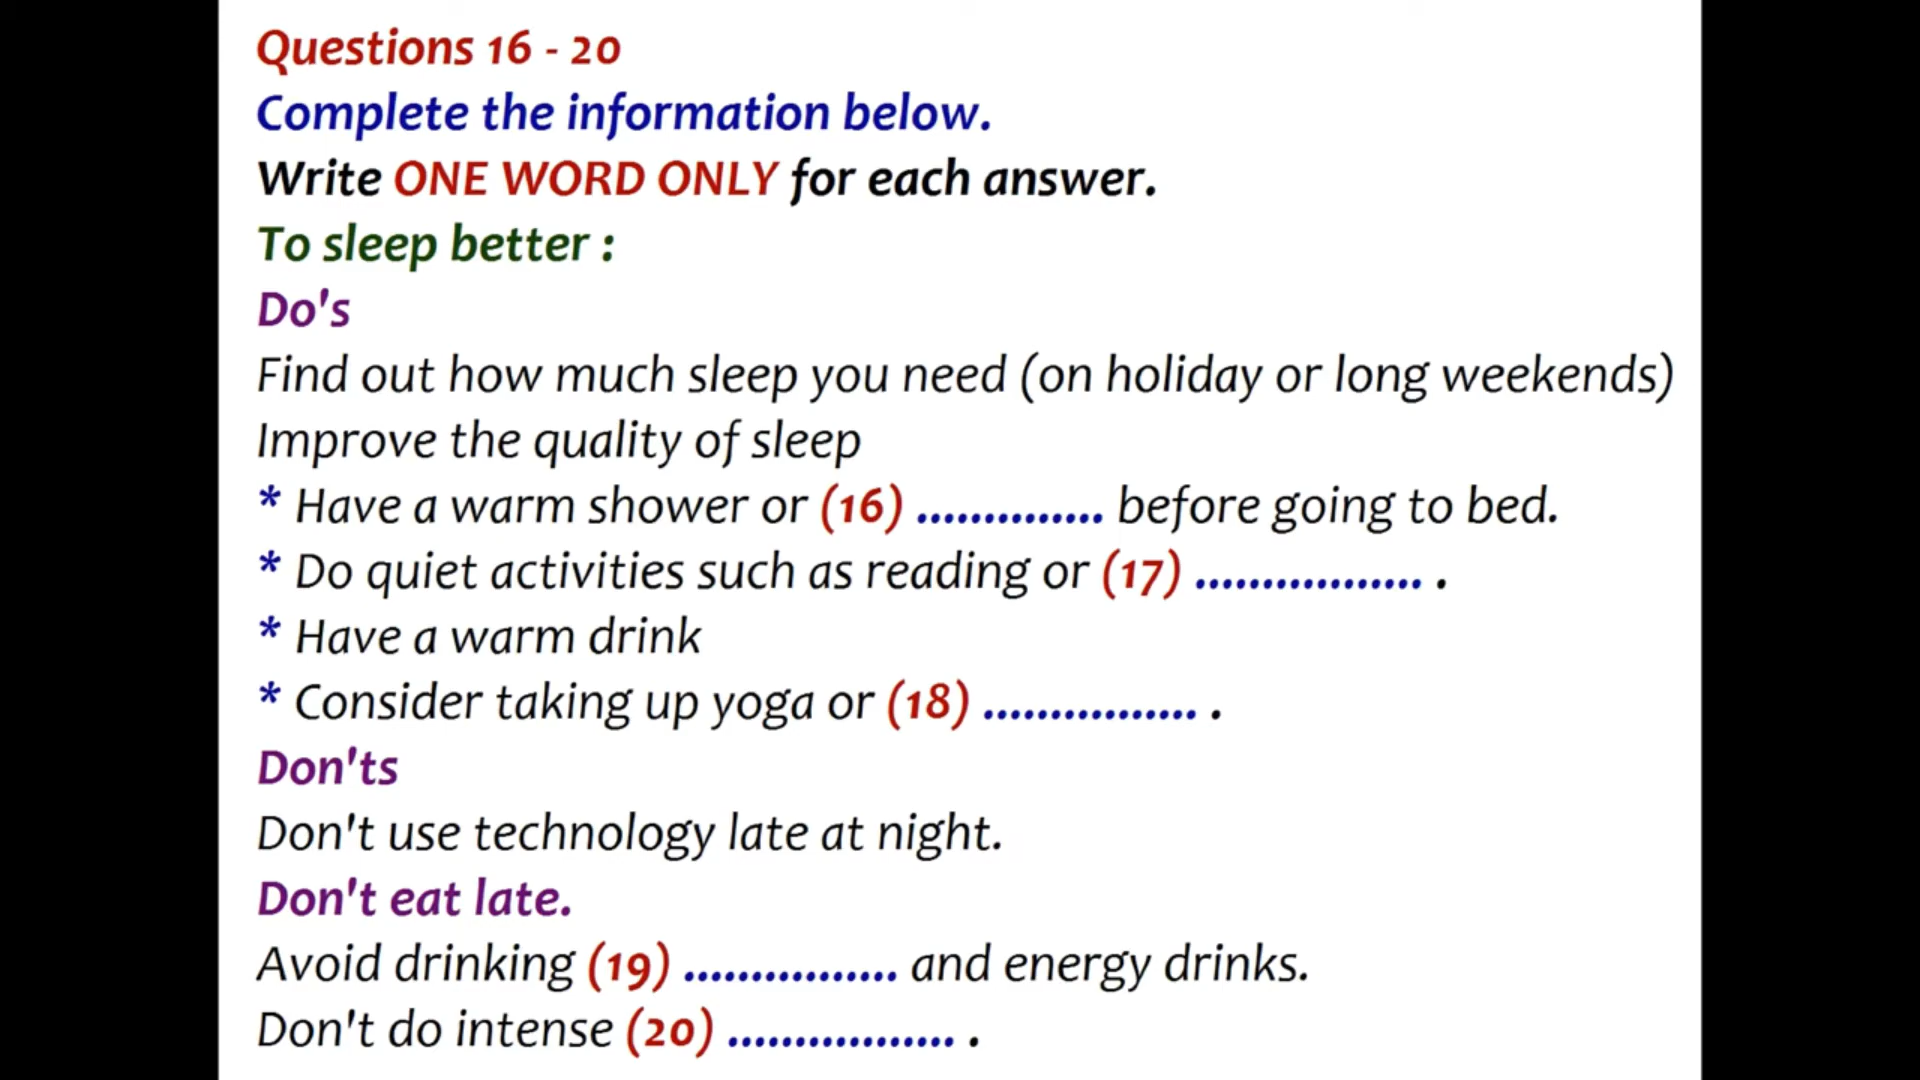 Questions 16 - 20
Complete the information below.
Write ONE WORD ONLY for each answer.
To sleep better :
Do's
Find out how much sleep you need (on holiday or long weekends)
Improve the quality of sleep
* Have a warm shower or (16) .............. before going to bed.
* Do quiet activities such as reading or (17) ................. .
* Have a warm drink
* Consider taking up yoga or (18) ................ .
Don'ts
Don't use technology late at night.
Don't eat late.
Avoid drinking (19) ................ and energy drinks.
Don't do intense (20) ................. .